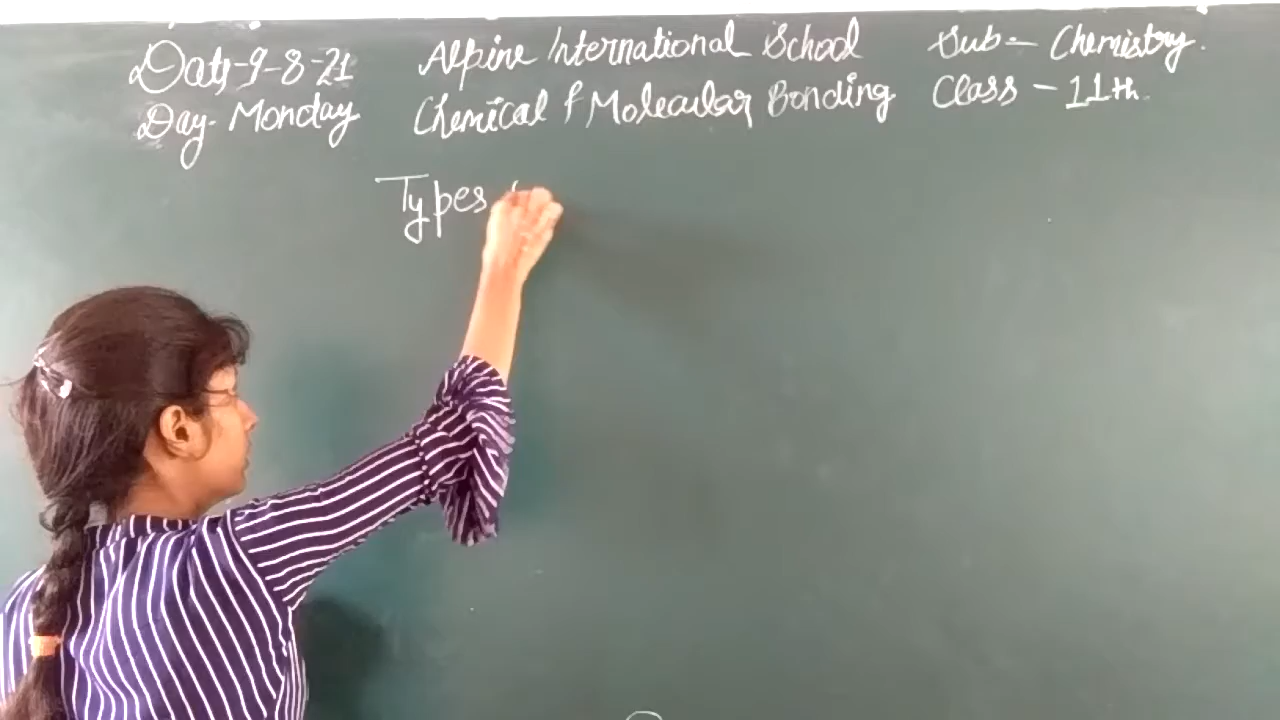 Date-9-8-21 Alpine International School Sub:- Chemistry.
Day- Monday Chemical & Molecular Bonding Class - 11th.
Types